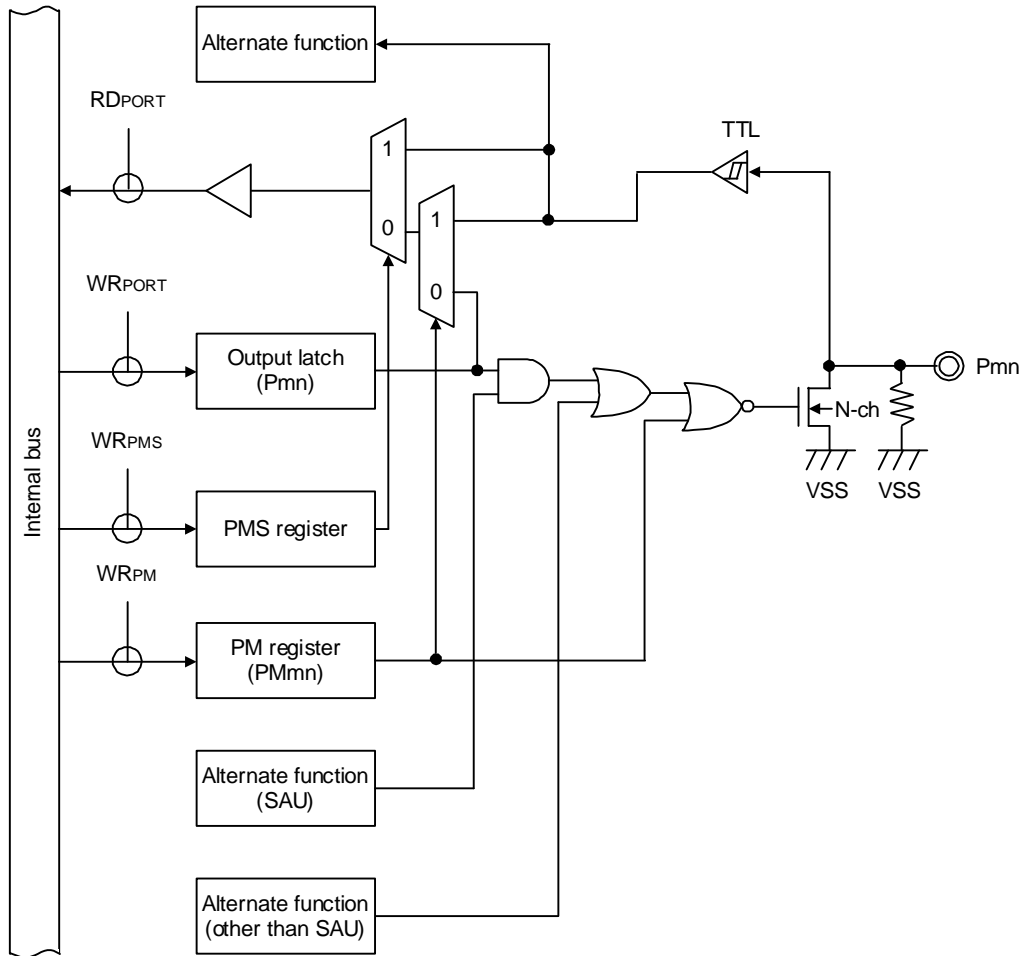 Alternate function
RDPORT
TTL
1
0
1
0
WRPORT
Output latch
(Pmn)
Pmn
N-ch
VSS
VSS
WRPMS
PMS register
Internal bus
WRPM
PM register
(PMmn)
Alternate function
(SAU)
Alternate function
(other than SAU)